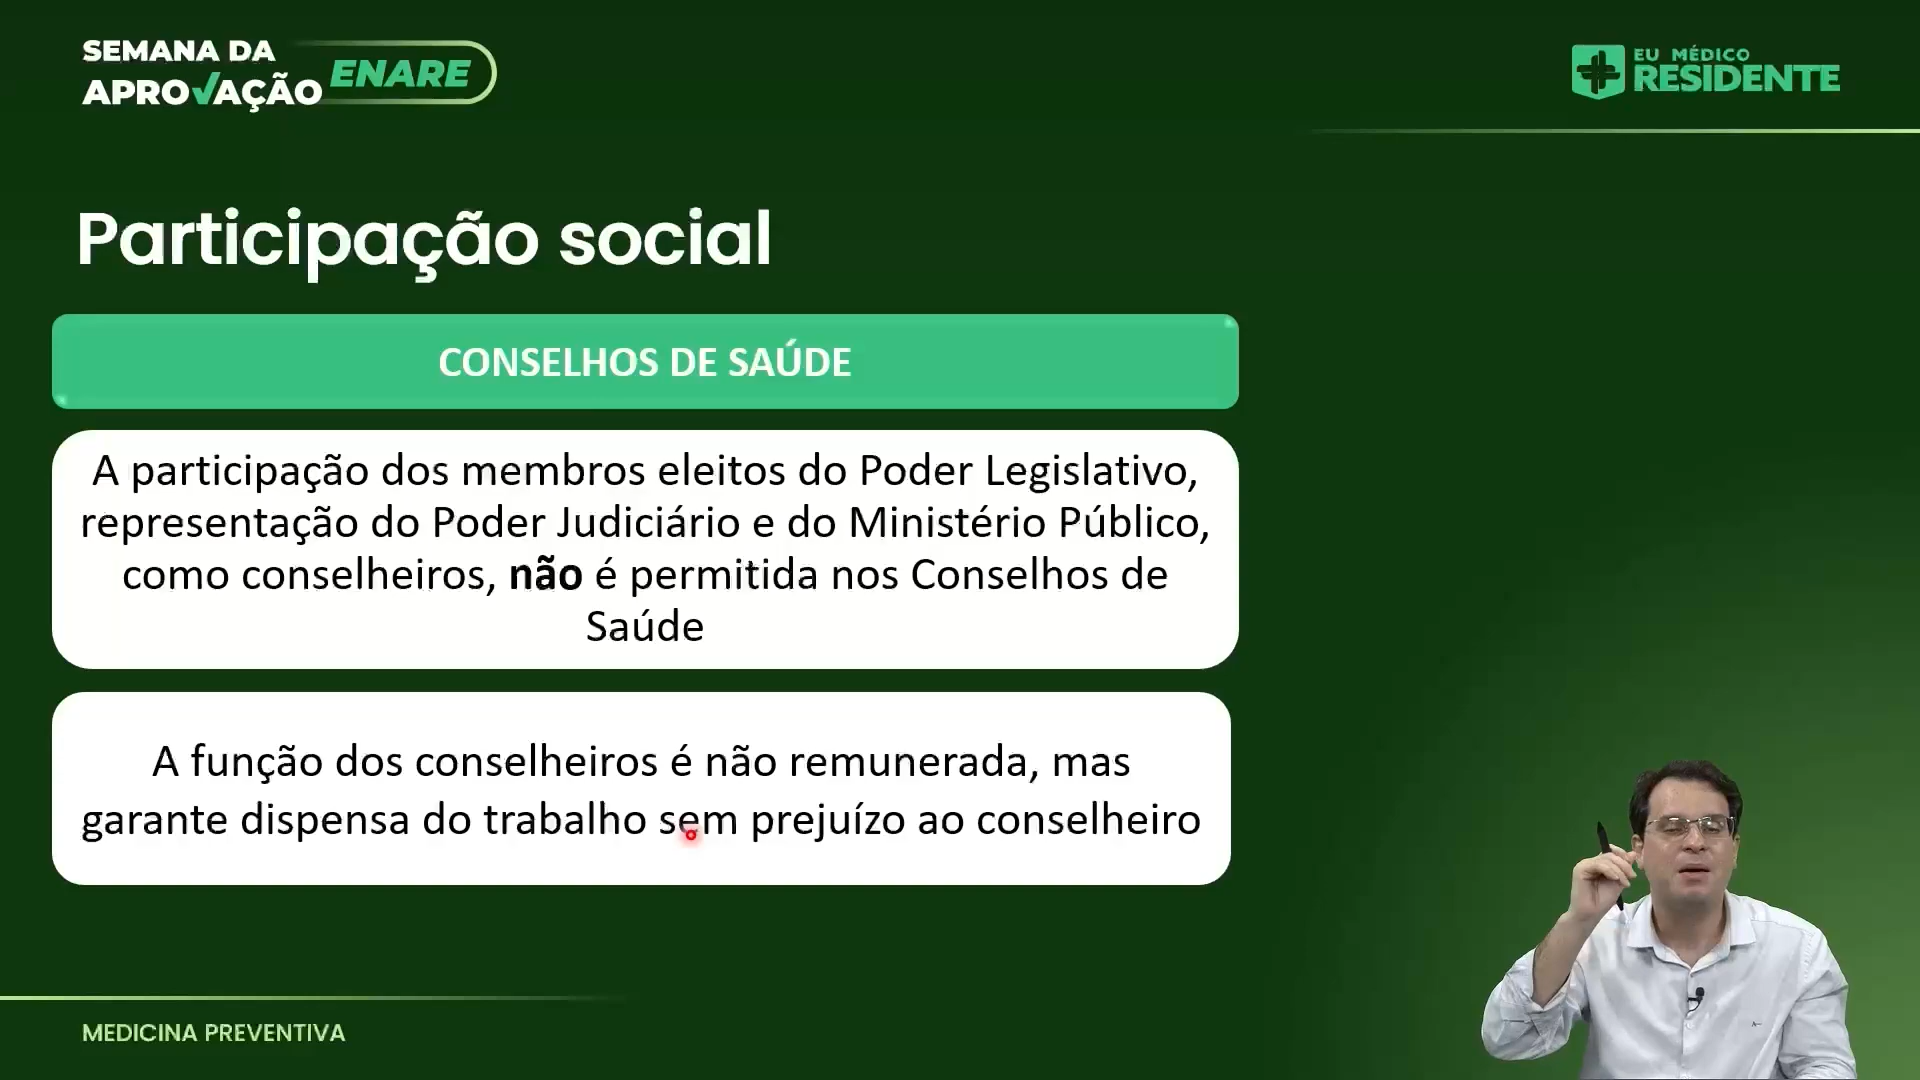 SEMANA DA
APROVAÇÃO ENARE
EU MÉDICO
RESIDENTE
Participação social
CONSELHOS DE SAÚDE
A participação dos membros eleitos do Poder Legislativo,
representação do Poder Judiciário e do Ministério Público,
como conselheiros, não é permitida nos Conselhos de
Saúde
A função dos conselheiros é não remunerada, mas
garante dispensa do trabalho sem prejuízo ao conselheiro
MEDICINA PREVENTIVA